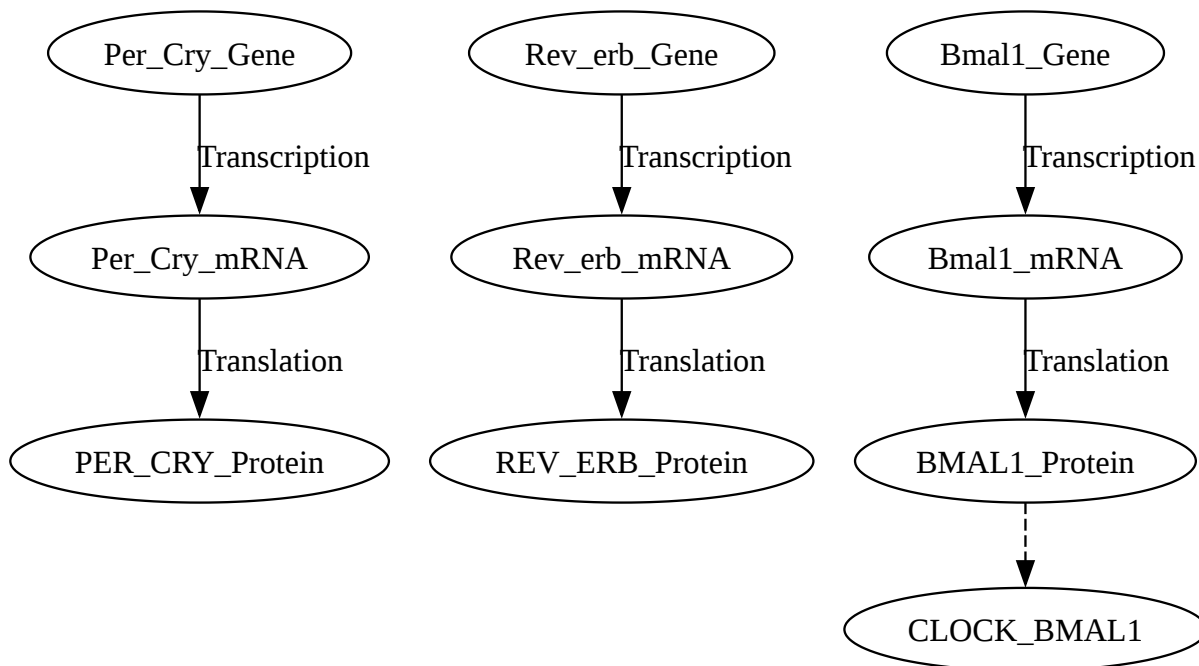 Per_Cry_Gene
Rev_erb_Gene
Bmal1_Gene
Transcription
Transcription
Transcription
Per_Cry_mRNA
Rev_erb_mRNA
Bmal1_mRNA
Translation
Translation
Translation
PER_CRY_Protein
REV_ERB_Protein
BMAL1_Protein
CLOCK_BMAL1